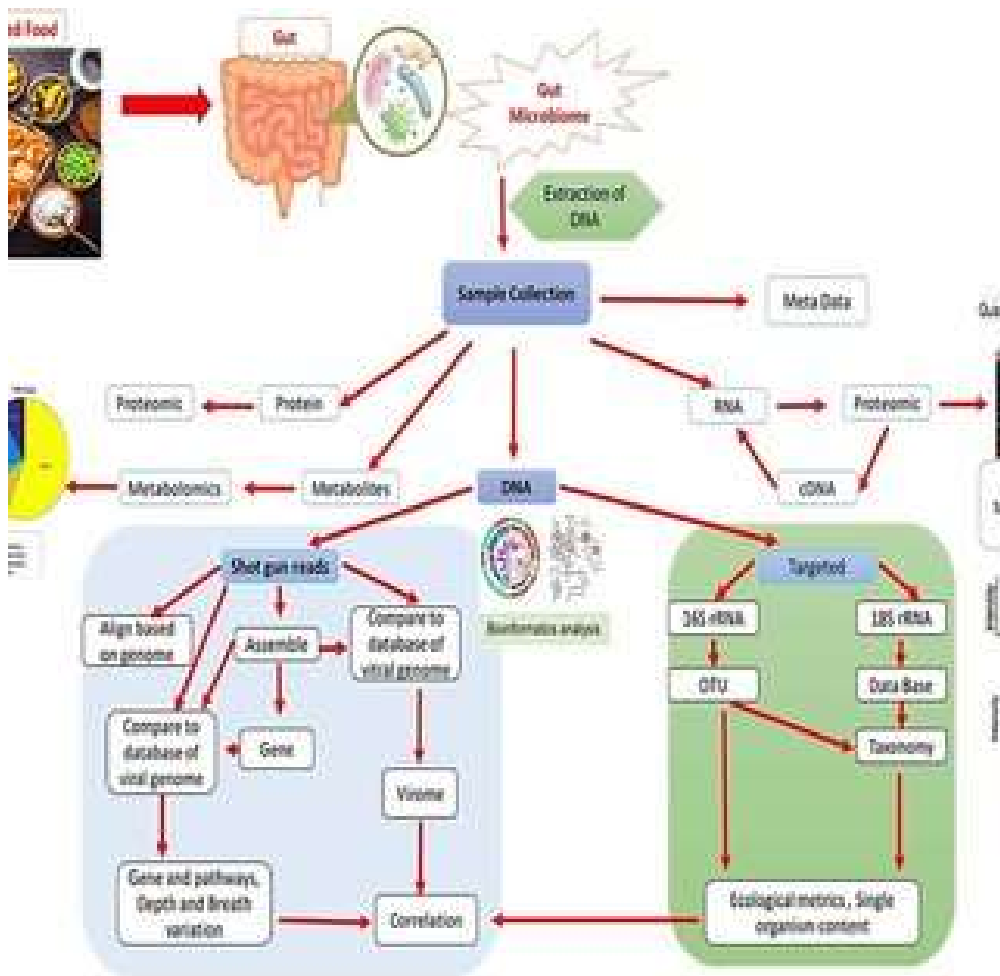 ed Food
Gut
Gut
Microbiome
Extraction of
DNA
Sample Collection
Meta Data
Proteomic
Protein
RNA
Proteomic
Metabolomics
Metabolites
DNA
cDNA
Shot gun reads
Targeted
Align based
on genome
Assemble
Compare to
database of
vitral genome
Bioinformatics analysis
16S rRNA
18S rRNA
OTU
Data Base
Compare to
database of
viral genome
Gene
Taxonomy
Virome
Gene and pathways,
Depth and Breath
variation
Correlation
Ecological metrics , Single
organism content